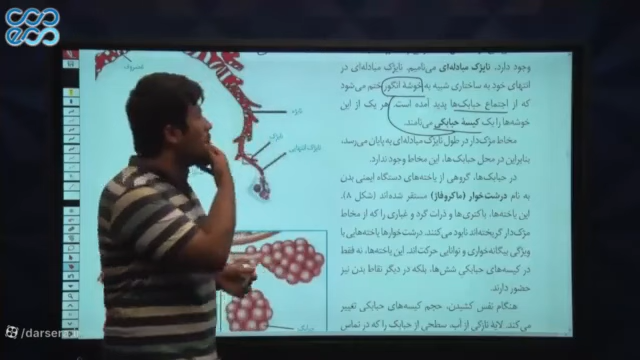 وجود دارد، نایژک مبادله‌ای می‌نامیم. نایژک مبادله‌ای در
انتهای خود به ساختاری شبیه به خوشهٔ انگور ختم می‌شود
که از اجتماع حبابک‌ها پدید آمده است. هر یک از این
خوشه‌ها را یک کیسهٔ حبابکی می‌نامند.
مخاط مژک‌دار در طول نایژک مبادله‌ای به پایان می‌رسد،
بنابراین در محل حبابک‌ها، این مخاط وجود ندارد.
در حبابک‌ها، گروهی از یاخته‌های دستگاه ایمنی بدن
به نام درشت‌خوار (ماکروفاژ) مستقر شده‌اند (شکل ۸).
این یاخته‌ها، باکتری‌ها و ذرات گرد و غباری را که از مخاط
مژک‌دار گریخته‌اند نابود می‌کنند. درشت‌خوارها یاخته‌هایی با
ویژگی بیگانه‌خواری و توانایی حرکت‌اند. این یاخته‌ها، نه فقط
در کیسه‌های حبابکی شش‌ها، بلکه در دیگر نقاط بدن نیز
حضور دارند.
هنگام نفس کشیدن، حجم کیسه‌های حبابکی تغییر
می‌کند. لایهٔ نازکی از آب، سطحی از حبابک را که در تماس
غضروف
نایژه
نایژک
نایژک انتهایی
حبابک